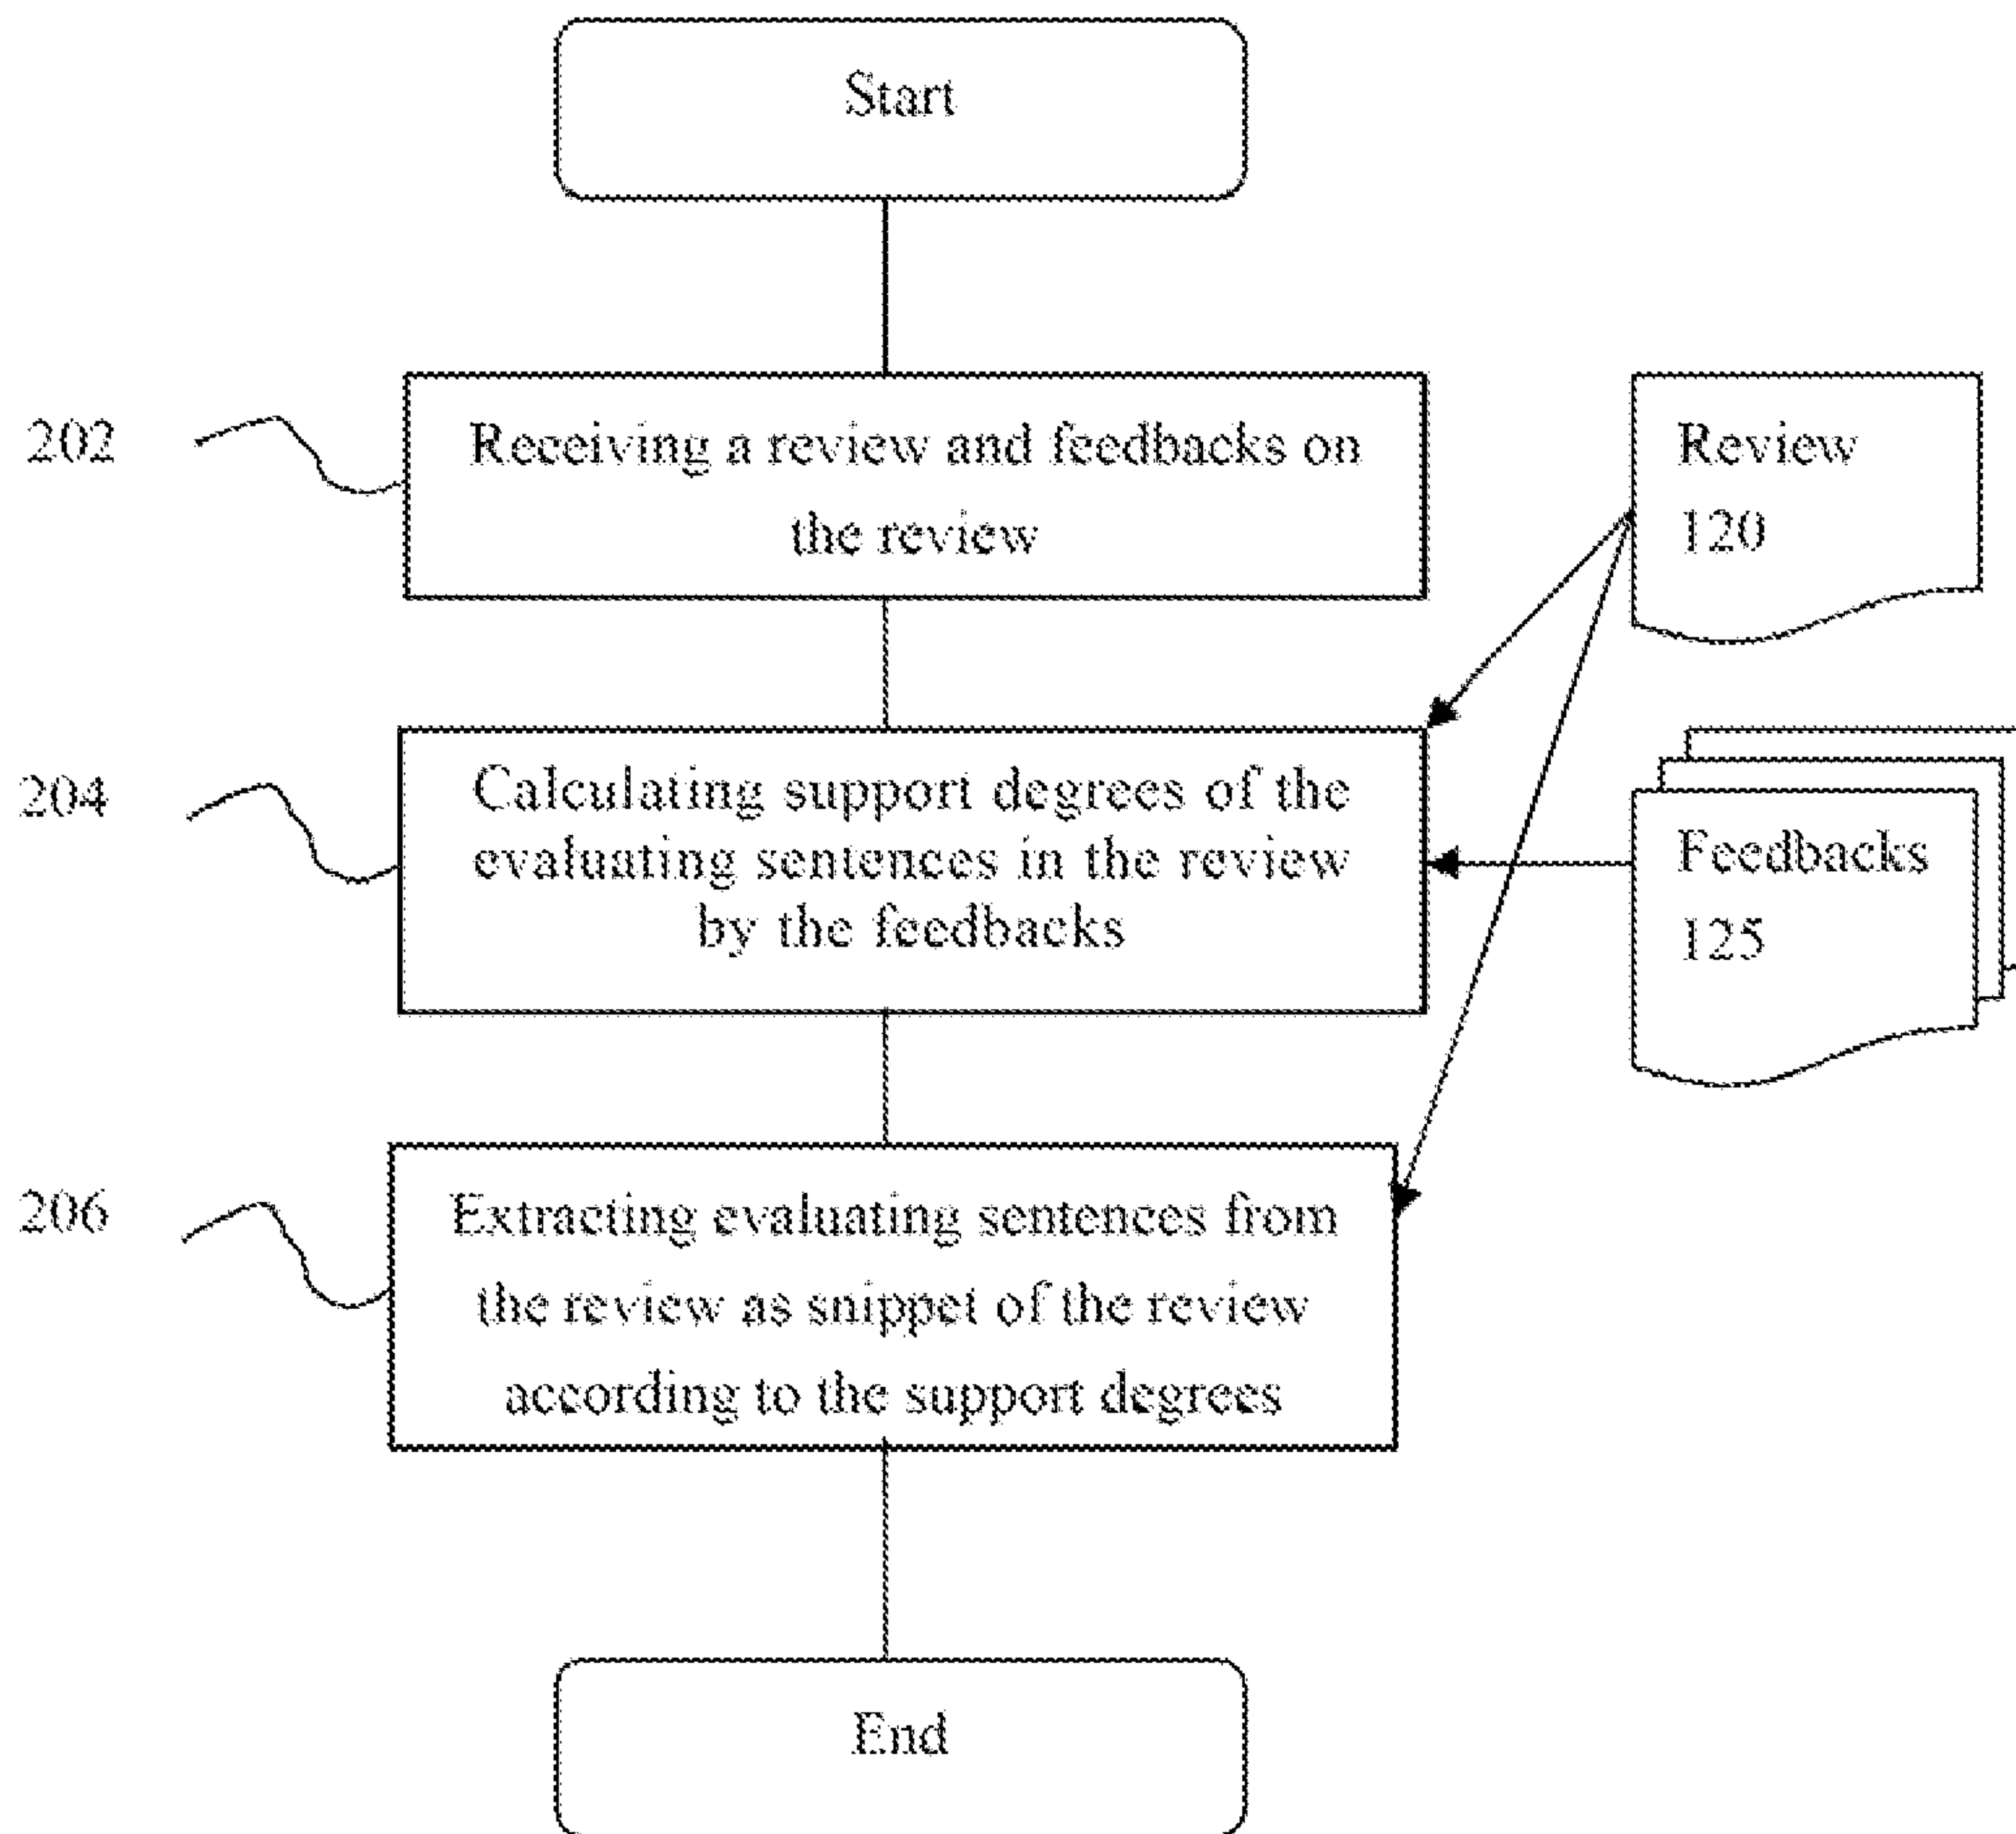 Start
202
Receiving a review and feedbacks on
the review
Review
120
204
Calculating support degrees of the
evaluating sentences in the review
by the feedbacks
Feedbacks
125
206
Extracting evaluating sentences from
the review as snippet of the review
according to the support degrees
End